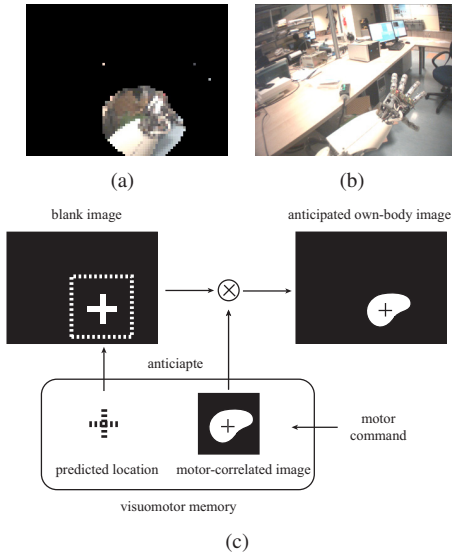 (a)
(b)
blank image
anticipated own-body image
anticiapte
motor
command
predicted location
motor-correlated image
visuomotor memory
(c)